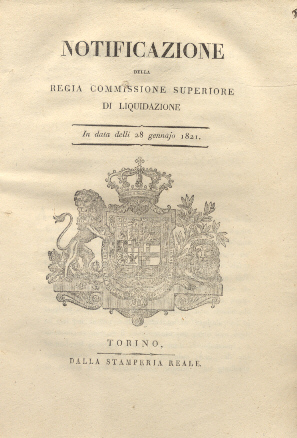 NOTIFICAZIONE
DELLA
REGIA COMMISSIONE SUPERIORE
DI LIQUIDAZIONE
In data delli 28 gennajo 1821.
TORINO,
DALLA STAMPERIA REALE.